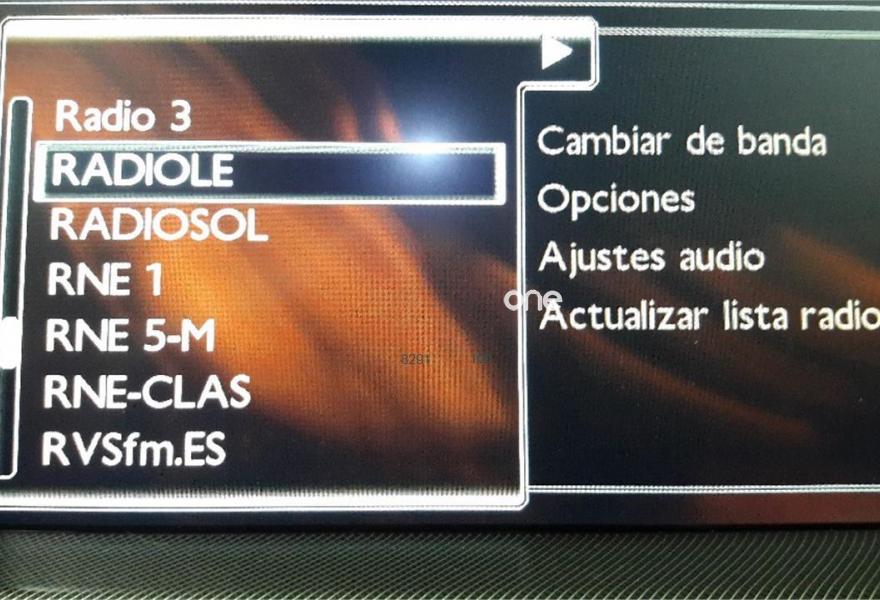 Radio 3
RADIOLE
RADIOSOL
RNE 1
RNE 5-M
RNE-CLAS
RVSfm.ES
Cambiar de banda
Opciones
Ajustes audio
Actualizar lista radio
one
8291